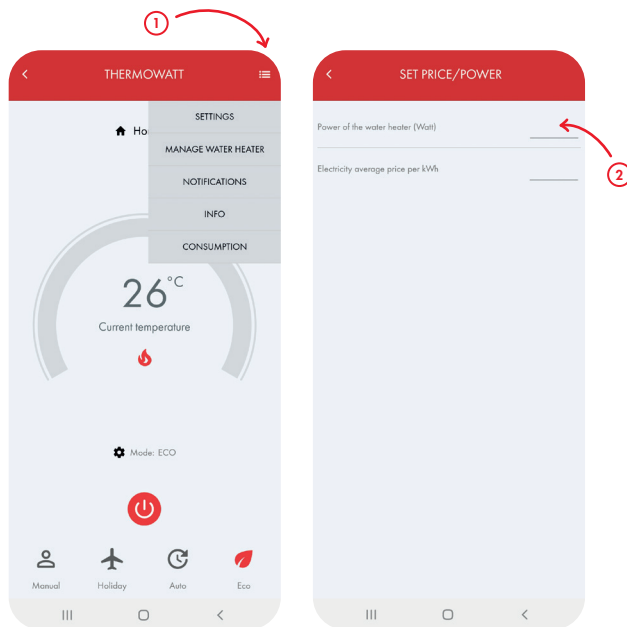 1
THERMOWATT
Ho
SETTINGS
MANAGE WATER HEATER
NOTIFICATIONS
INFO
CONSUMPTION
26°C
Current temperature
Mode: ECO
Manual Holiday Auto Eco
SET PRICE/POWER
Power of the water heater (Watt)
2
Electricity average price per kWh